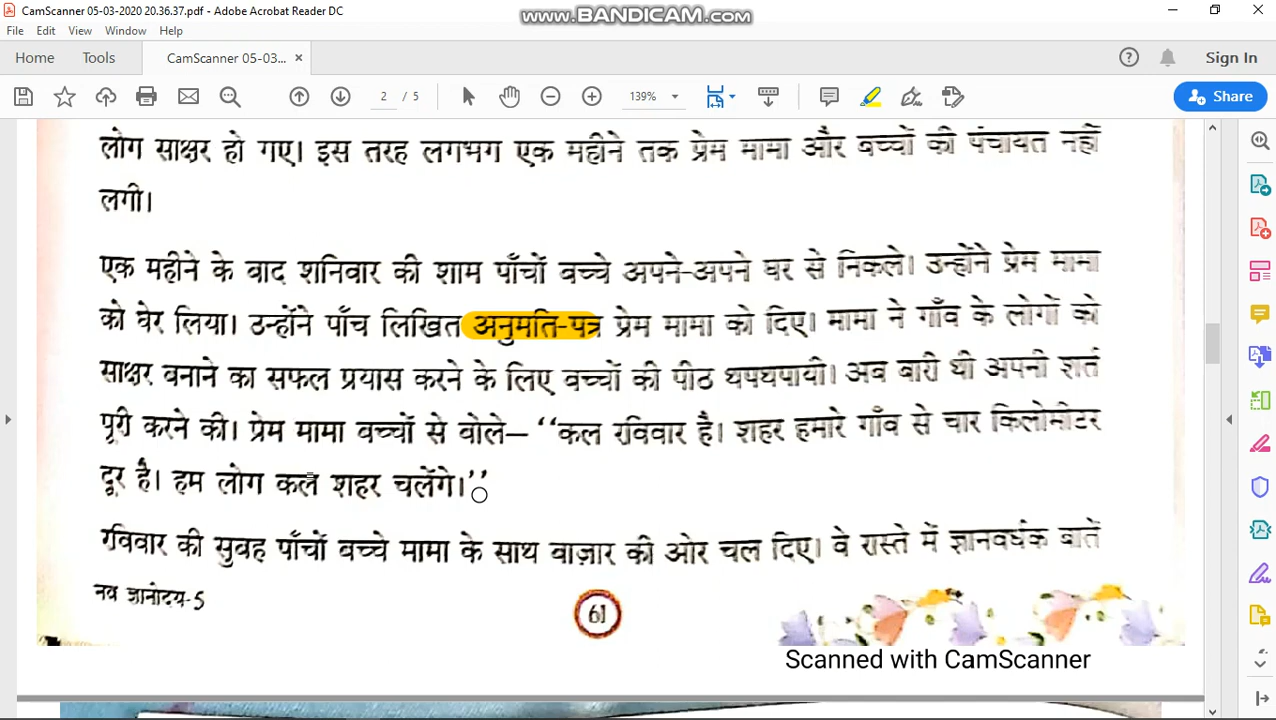 CamScanner 05-03-2020 20.36.37.pdf - Adobe Acrobat Reader DC
www.BANDICAM.com
File Edit View Window Help
Home Tools CamScanner 05-03... × Sign In
2 / 5 139% Share
लोग साक्षर हो गए। इस तरह लगभग एक महीने तक प्रेम मामा और बच्चों की पंचायत नहीं
लगी।
एक महीने के बाद शनिवार की शाम पाँचों बच्चे अपने-अपने घर से निकले। उन्होंने प्रेम मामा
को घेर लिया। उन्होंने पाँच लिखित अनुमति-पत्र प्रेम मामा को दिए। मामा ने गाँव के लोगों को
साक्षर बनाने का सफल प्रयास करने के लिए बच्चों की पीठ थपथपायी। अब बारी थी अपनी शर्त
पूरी करने की। प्रेम मामा बच्चों से बोले— ‘‘कल रविवार है। शहर हमारे गाँव से चार किलोमीटर
दूर है। हम लोग कल शहर चलेंगे।’’
रविवार की सुबह पाँचों बच्चे मामा के साथ बाज़ार की ओर चल दिए। वे रास्ते में ज्ञानवर्धक बातें
नव ज्ञानोदय-5
61
Scanned with CamScanner